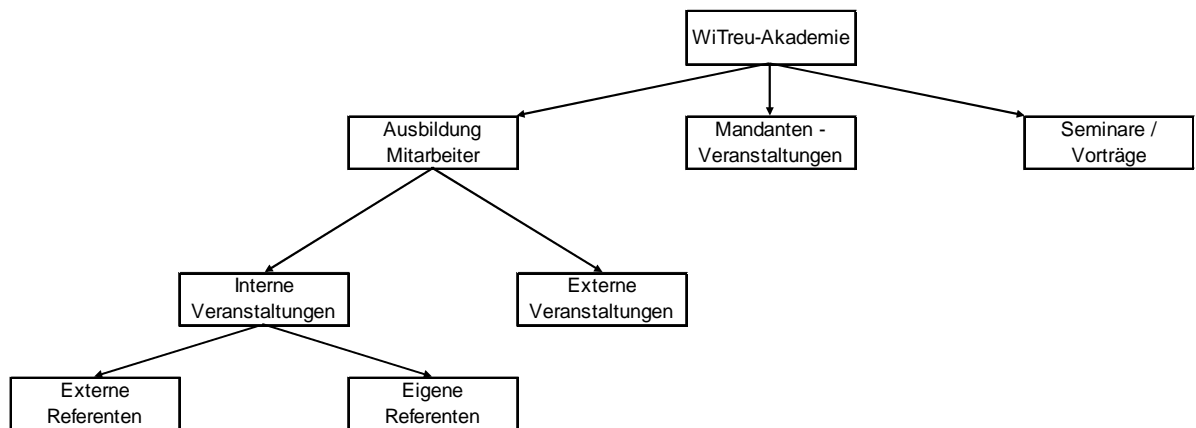 WiTreu-Akademie
Ausbildung
Mitarbeiter
Mandanten -
Veranstaltungen
Seminare /
Vorträge
Interne
Veranstaltungen
Externe
Veranstaltungen
Externe
Referenten
Eigene
Referenten